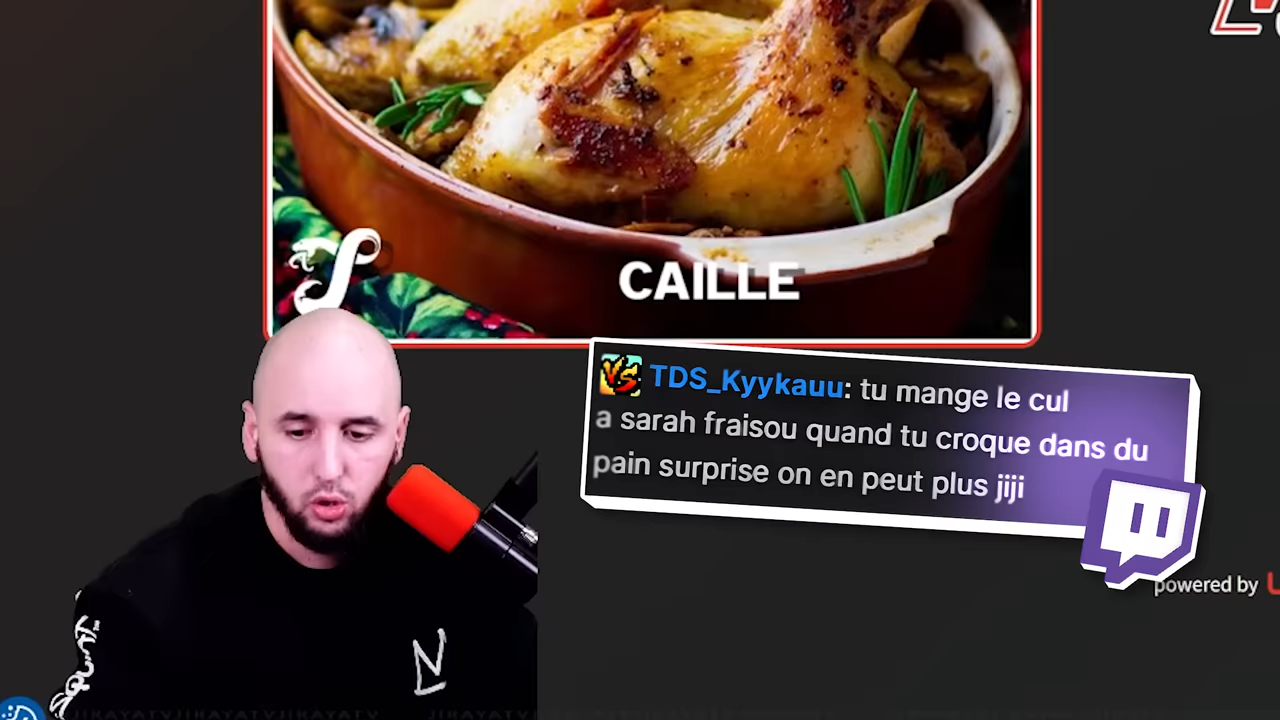 CAILLE
VS TDS_Kyykauu: tu mange le cul
a sarah fraisou quand tu croque dans du
pain surprise on en peut plus jiji
powered by